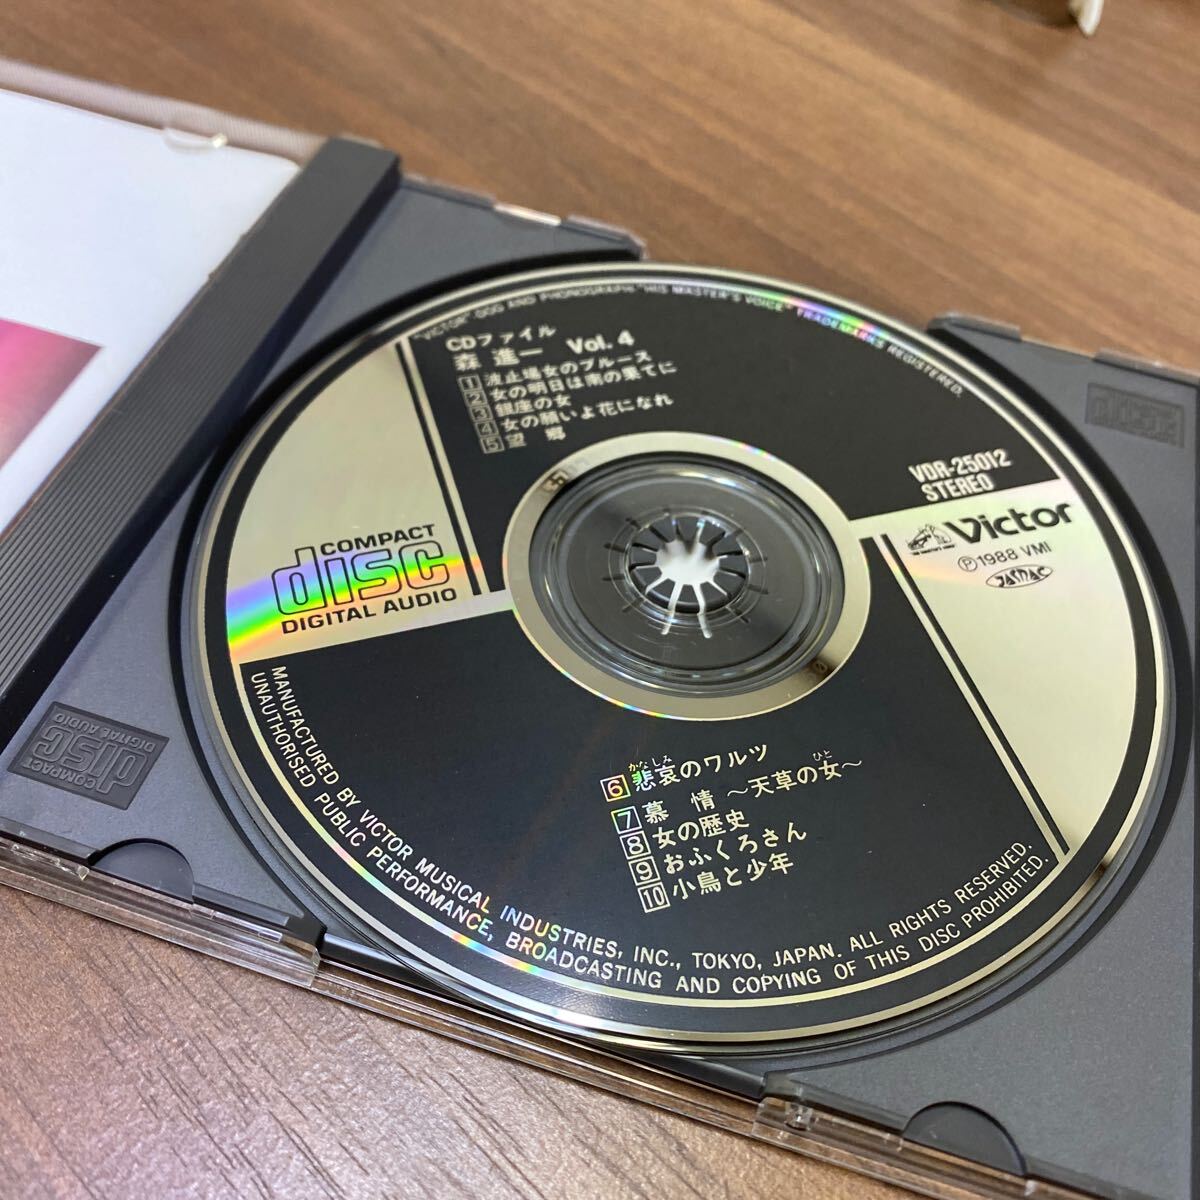 "VICTOR" DOG AND PHONOGRAPH "HIS MASTER'S VOICE" TRADEMARKS REGISTERED.
CDファイル
森 進一 Vol. 4
1 波止場女のブルース
2 女の明日は南の果てに
3 銀座の女
4 女の願いよ花になれ
5 望 郷
VDR-25012
STEREO
Victor
Ⓟ1988 VMI
JASRAC
COMPACT
disc
DIGITAL AUDIO
かなしみ
6 悲哀のワルツ
ひと
7 慕 情 〜天草の女〜
8 女の歴史
9 おふくろさん
10 小鳥と少年
MANUFACTURED BY VICTOR MUSICAL INDUSTRIES, INC., TOKYO, JAPAN. ALL RIGHTS RESERVED.
UNAUTHORISED PUBLIC PERFORMANCE, BROADCASTING AND COPYING OF THIS DISC PROHIBITED.
COMPACT
disc
DIGITAL AUDIO
disc